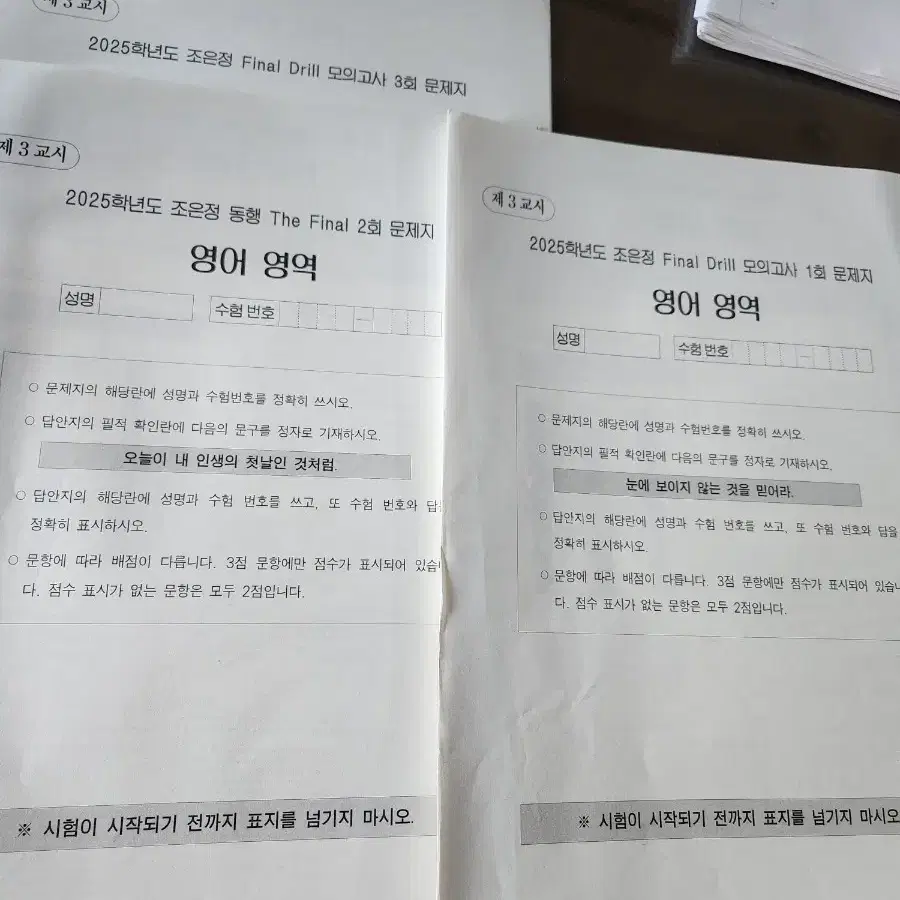 제 3 교시
2025학년도 조은정 Final Drill 모의고사 3회 문제지
제 3 교시
2025학년도 조은정 동행 The Final 2회 문제지
영어 영역
성명
수험 번호
○ 문제지의 해당란에 성명과 수험번호를 정확히 쓰시오.
○ 답안지의 필적 확인란에 다음의 문구를 정자로 기재하시오.
오늘이 내 인생의 첫날인 것처럼.
○ 답안지의 해당란에 성명과 수험 번호를 쓰고, 또 수험 번호와
정확히 표시하시오.
○ 문항에 따라 배점이 다릅니다. 3점 문항에만 점수가 표시되어
다. 점수 표시가 없는 문항은 모두 2점입니다.
※ 시험이 시작되기 전까지 표지를 넘기지 마시오.
제 3 교시
2025학년도 조은정 Final Drill 모의고사 1회 문제지
영어 영역
성명
수험 번호
○ 문제지의 해당란에 성명과 수험번호를 정확히 쓰시오.
○ 답안지의 필적 확인란에 다음의 문구를 정자로 기재하시오.
눈에 보이지 않는 것을 믿어라.
○ 답안지의 해당란에 성명과 수험 번호를 쓰고, 또 수험 번호와 답을
정확히 표시하시오.
○ 문항에 따라 배점이 다릅니다. 3점 문항에만 점수가 표시되어
다. 점수 표시가 없는 문항은 모두 2점입니다.
※ 시험이 시작되기 전까지 표지를 넘기지 마시오